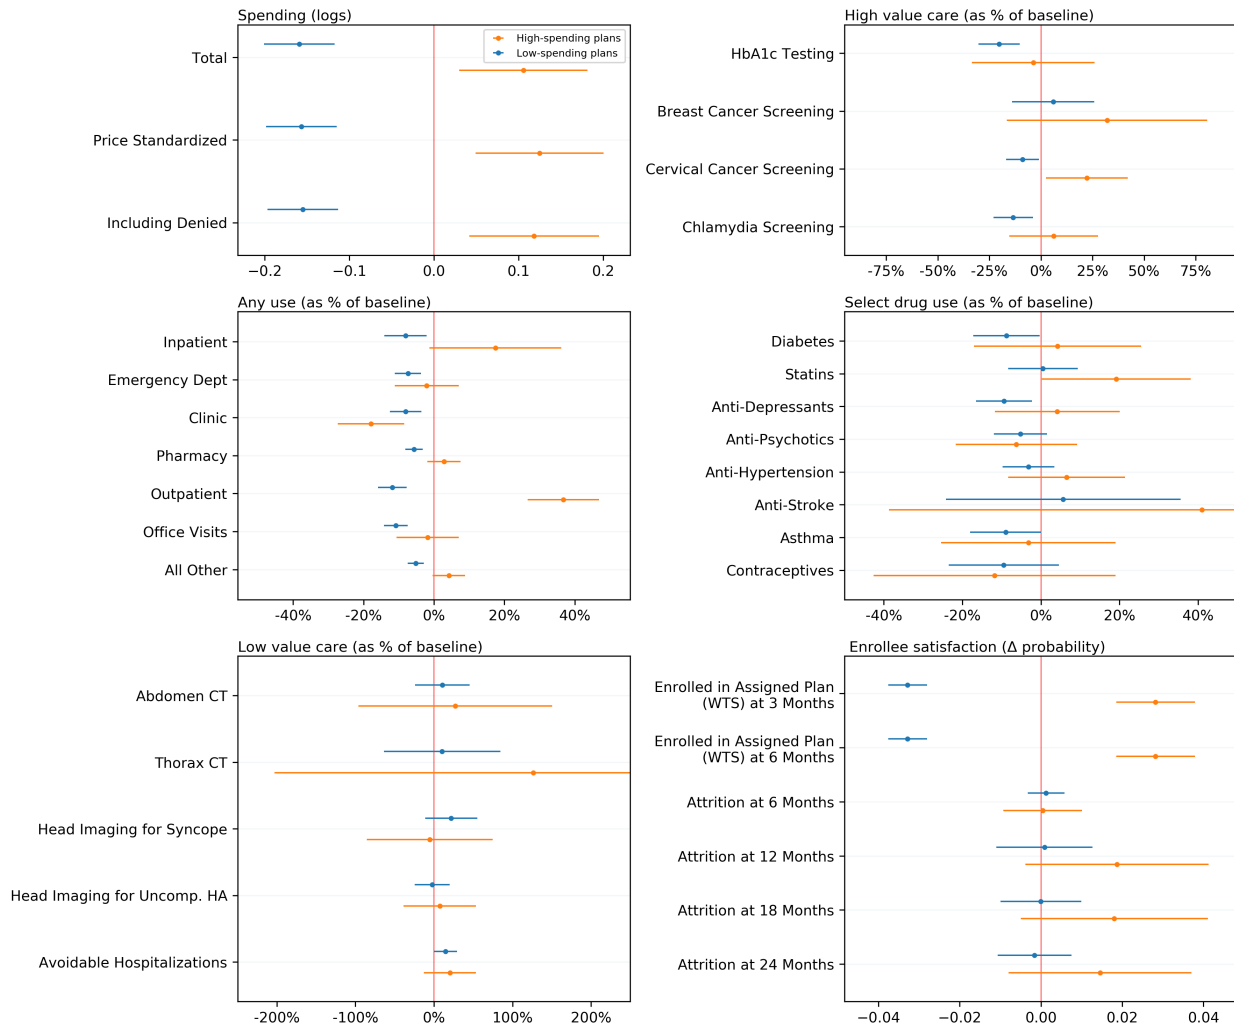 Spending (logs)
High-spending plans
Low-spending plans
Total
Price Standardized
Including Denied
−0.2 −0.1 0.0 0.1 0.2
High value care (as % of baseline)
HbA1c Testing
Breast Cancer Screening
Cervical Cancer Screening
Chlamydia Screening
-75% -50% -25% 0% 25% 50% 75%
Any use (as % of baseline)
Inpatient
Emergency Dept
Clinic
Pharmacy
Outpatient
Office Visits
All Other
-40% -20% 0% 20% 40%
Select drug use (as % of baseline)
Diabetes
Statins
Anti-Depressants
Anti-Psychotics
Anti-Hypertension
Anti-Stroke
Asthma
Contraceptives
-40% -20% 0% 20% 40%
Low value care (as % of baseline)
Abdomen CT
Thorax CT
Head Imaging for Syncope
Head Imaging for Uncomp. HA
Avoidable Hospitalizations
-200% -100% 0% 100% 200%
Enrollee satisfaction (Δ probability)
Enrolled in Assigned Plan
(WTS) at 3 Months
Enrolled in Assigned Plan
(WTS) at 6 Months
Attrition at 6 Months
Attrition at 12 Months
Attrition at 18 Months
Attrition at 24 Months
−0.04 −0.02 0.00 0.02 0.04